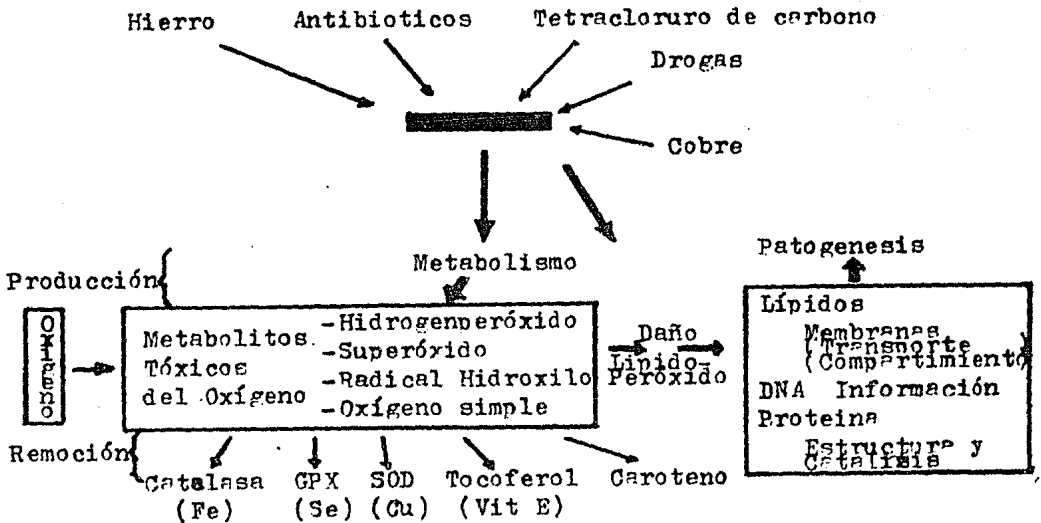 Hierro
Antibioticos
Tetracloruro de carbono
Drogas
Cobre
Metabolismo
Producción
Oxígeno
Metabolitos
Tóxicos
del Oxígeno
-Hidrogenperóxido
-Superóxido
-Radical Hidroxilo
-Oxígeno simple
Daño
Lípido-
Peróxido
Patogenesis
Lípidos
Membranas
(Transporte )
(Compartimiento)
DNA Información
Proteina
Estructura y
Catálisis
Remoción
Catalasa
(Fe)
GPX
(Se)
SOD
(Cu)
Tocoferol
(Vit E)
Caroteno